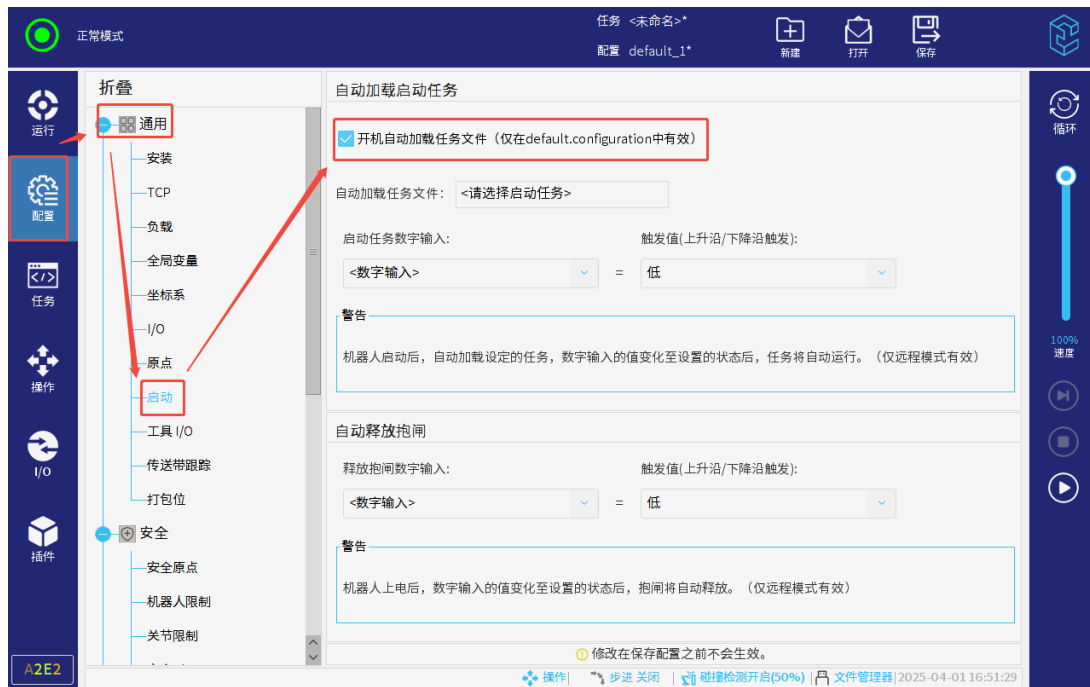 正常模式
任务 <未命名>*
配置 default_1*
新建
打开
保存
运行
配置
任务
操作
I/O
插件
A2E2
折叠
通用
安装
TCP
负载
全局变量
坐标系
I/O
原点
启动
工具 I/O
传送带跟踪
打包位
安全
安全原点
机器人限制
关节限制
自动加载启动任务
开机自动加载任务文件（仅在default.configuration中有效）
自动加载任务文件： <请选择启动任务>
启动任务数字输入: 触发值(上升沿/下降沿触发):
<数字输入> = 低
警告
机器人启动后，自动加载设定的任务，数字输入的值变化至设置的状态后，任务将自动运行。（仅远程模式有效）
自动释放抱闸
释放抱闸数字输入: 触发值(上升沿/下降沿触发):
<数字输入> = 低
警告
机器人上电后，数字输入的值变化至设置的状态后，抱闸将自动释放。（仅远程模式有效）
修改在保存配置之前不会生效。
操作| 步进 关闭 | 碰撞检测开启(50%) | 文件管理器|2025-04-01 16:51:29
循环
100%
速度